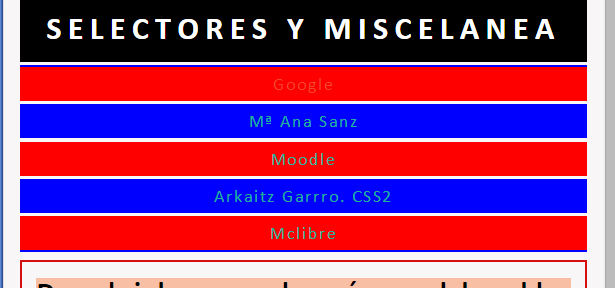 SELECTORES Y MISCELANEA
Google
Mª Ana Sanz
Moodle
Arkaitz Garrro. CSS2
Mclibre